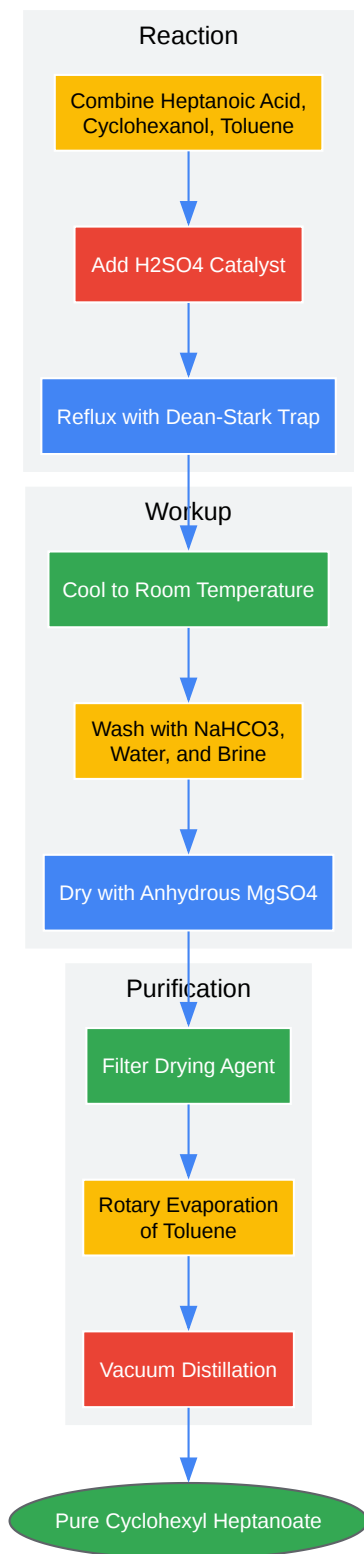 Reaction
Combine Heptanoic Acid,
Cyclohexanol, Toluene
Add H2SO4 Catalyst
Reflux with Dean-Stark Trap
Workup
Cool to Room Temperature
Wash with NaHCO3,
Water, and Brine
Dry with Anhydrous MgSO4
Purification
Filter Drying Agent
Rotary Evaporation
of Toluene
Vacuum Distillation
Pure Cyclohexyl Heptanoate